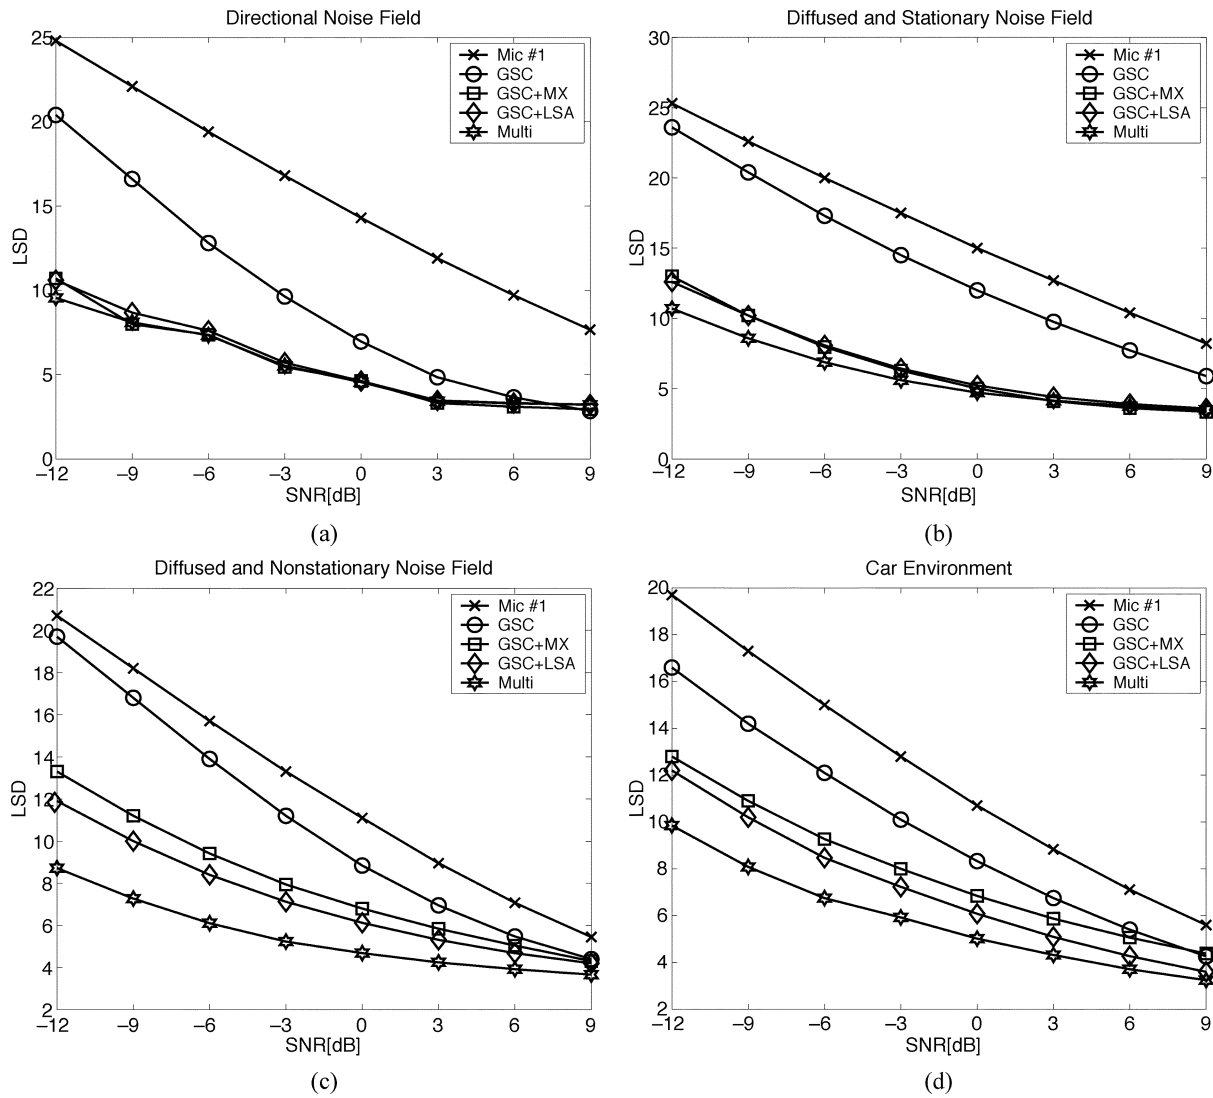 Directional Noise Field
25
20
15
10
5
0
LSD
−12 −9 −6 −3 0 3 6 9
SNR[dB]
Mic #1
GSC
GSC+MX
GSC+LSA
Multi
(a)
Diffused and Stationary Noise Field
30
25
20
15
10
5
0
LSD
−12 −9 −6 −3 0 3 6 9
SNR[dB]
Mic #1
GSC
GSC+MX
GSC+LSA
Multi
(b)
Diffused and Nonstationary Noise Field
22
20
18
16
14
12
10
8
6
4
2
LSD
−12 −9 −6 −3 0 3 6 9
SNR[dB]
Mic #1
GSC
GSC+MX
GSC+LSA
Multi
(c)
Car Environment
20
18
16
14
12
10
8
6
4
2
LSD
−12 −9 −6 −3 0 3 6 9
SNR[dB]
Mic #1
GSC
GSC+MX
GSC+LSA
Multi
(d)